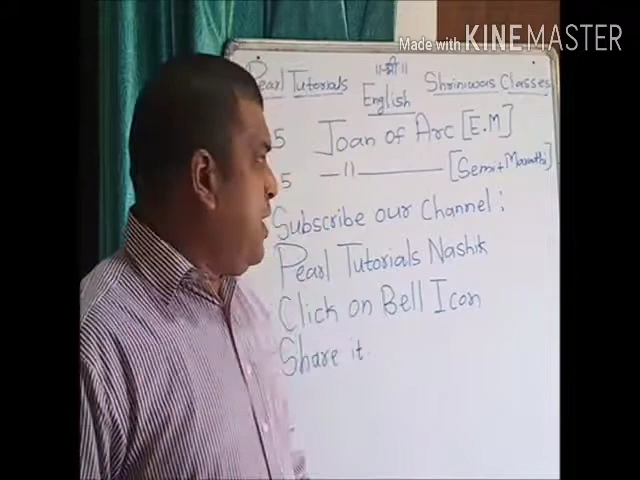 Made with KINEMASTER
॥श्री॥
Pearl Tutorials Shriniwas Classes
English
5 Joan of Arc [E.M]
5 —〃— [Semi+Marathi]
Subscribe our Channel:
Pearl Tutorials Nashik
Click on Bell Icon
Share it.